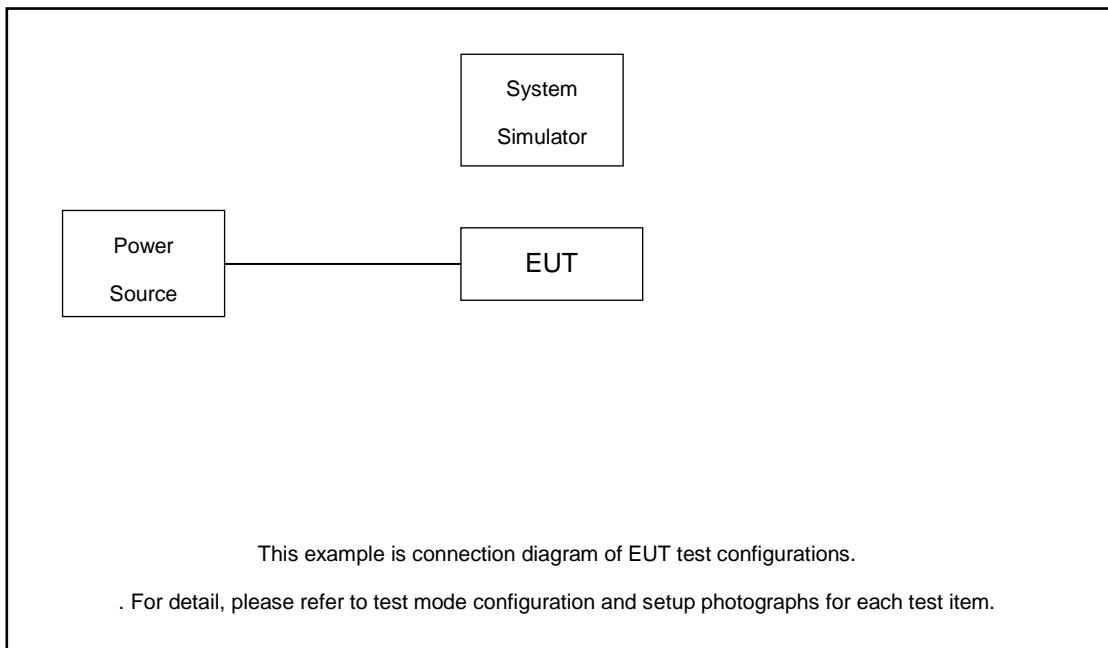 System
Simulator
Power
Source
EUT
This example is connection diagram of EUT test configurations.
. For detail, please refer to test mode configuration and setup photographs for each test item.